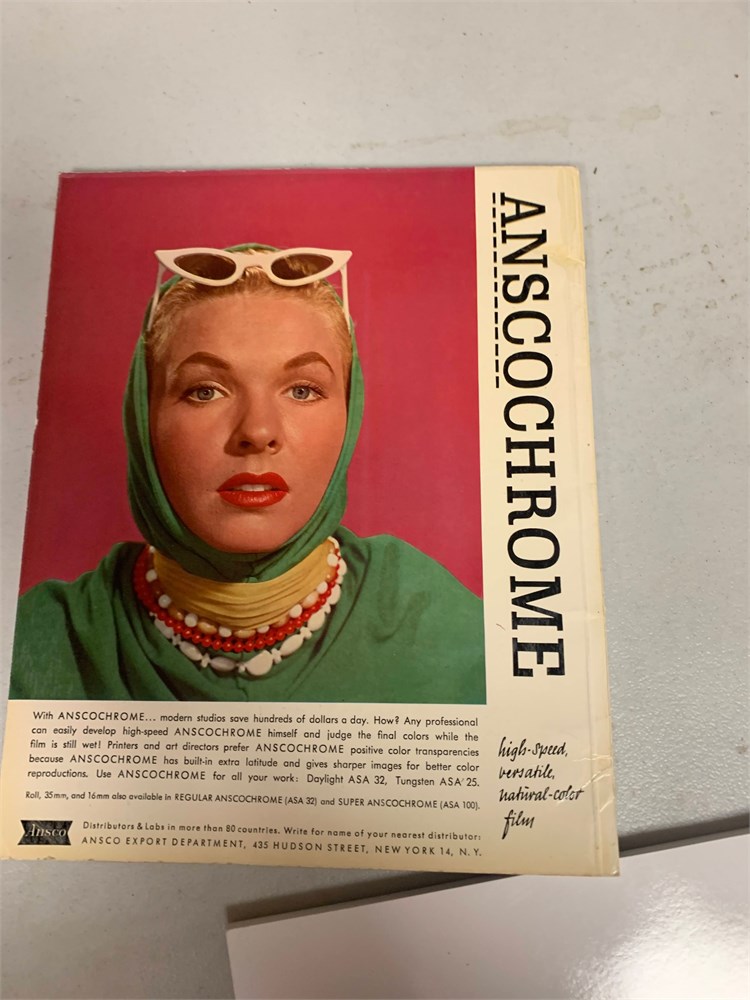 ANSCOCHROME
With ANSCOCHROME... modern studios save hundreds of dollars a day. How? Any professional
can easily develop high-speed ANSCOCHROME himself and judge the final colors while the
film is still wet! Printers and art directors prefer ANSCOCHROME positive color transparencies
because ANSCOCHROME has built-in extra latitude and gives sharper images for better color
reproductions. Use ANSCOCHROME for all your work: Daylight ASA 32, Tungsten ASA 25.
Roll, 35mm, and 16mm also available in REGULAR ANSCOCHROME (ASA 32) and SUPER ANSCOCHROME (ASA 100).
high-speed,
versatile,
natural-color
film
Ansco
Distributors & Labs in more than 80 countries. Write for name of your nearest distributor:
ANSCO EXPORT DEPARTMENT, 435 HUDSON STREET, NEW YORK 14, N. Y.